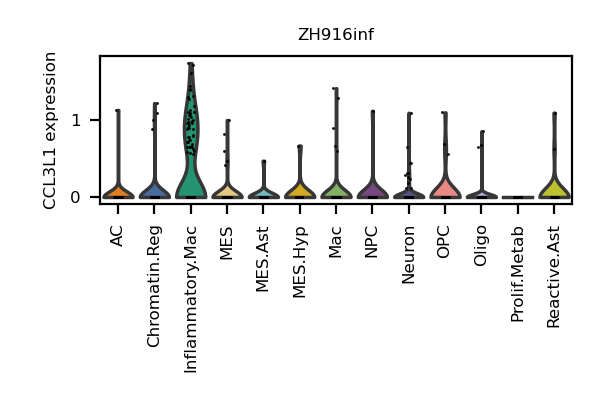 ZH916inf
CCL3L1 expression
1
0
AC
Chromatin.Reg
Inflammatory.Mac
MES
MES.Ast
MES.Hyp
Mac
NPC
Neuron
OPC
Oligo
Prolif.Metab
Reactive.Ast